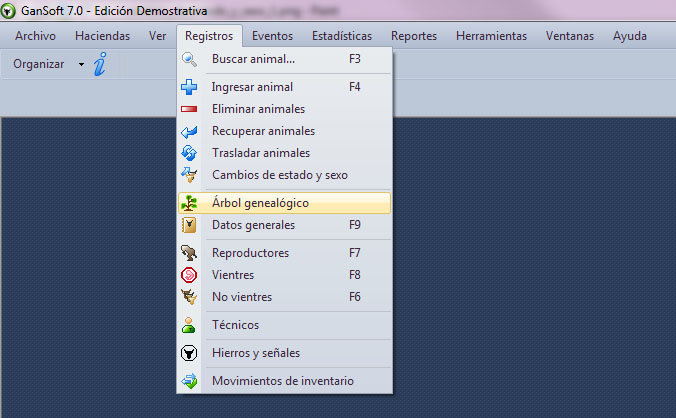 GanSoft 7.0 - Edición Demostrativa
Archivo Haciendas Ver Registros Eventos Estadísticas Reportes Herramientas Ventanas Ayuda
Organizar
Buscar animal... F3
Ingresar animal F4
Eliminar animales
Recuperar animales
Trasladar animales
Cambios de estado y sexo
Árbol genealógico
Datos generales F9
Reproductores F7
Vientres F8
No vientres F6
Técnicos
Hierros y señales
Movimientos de inventario